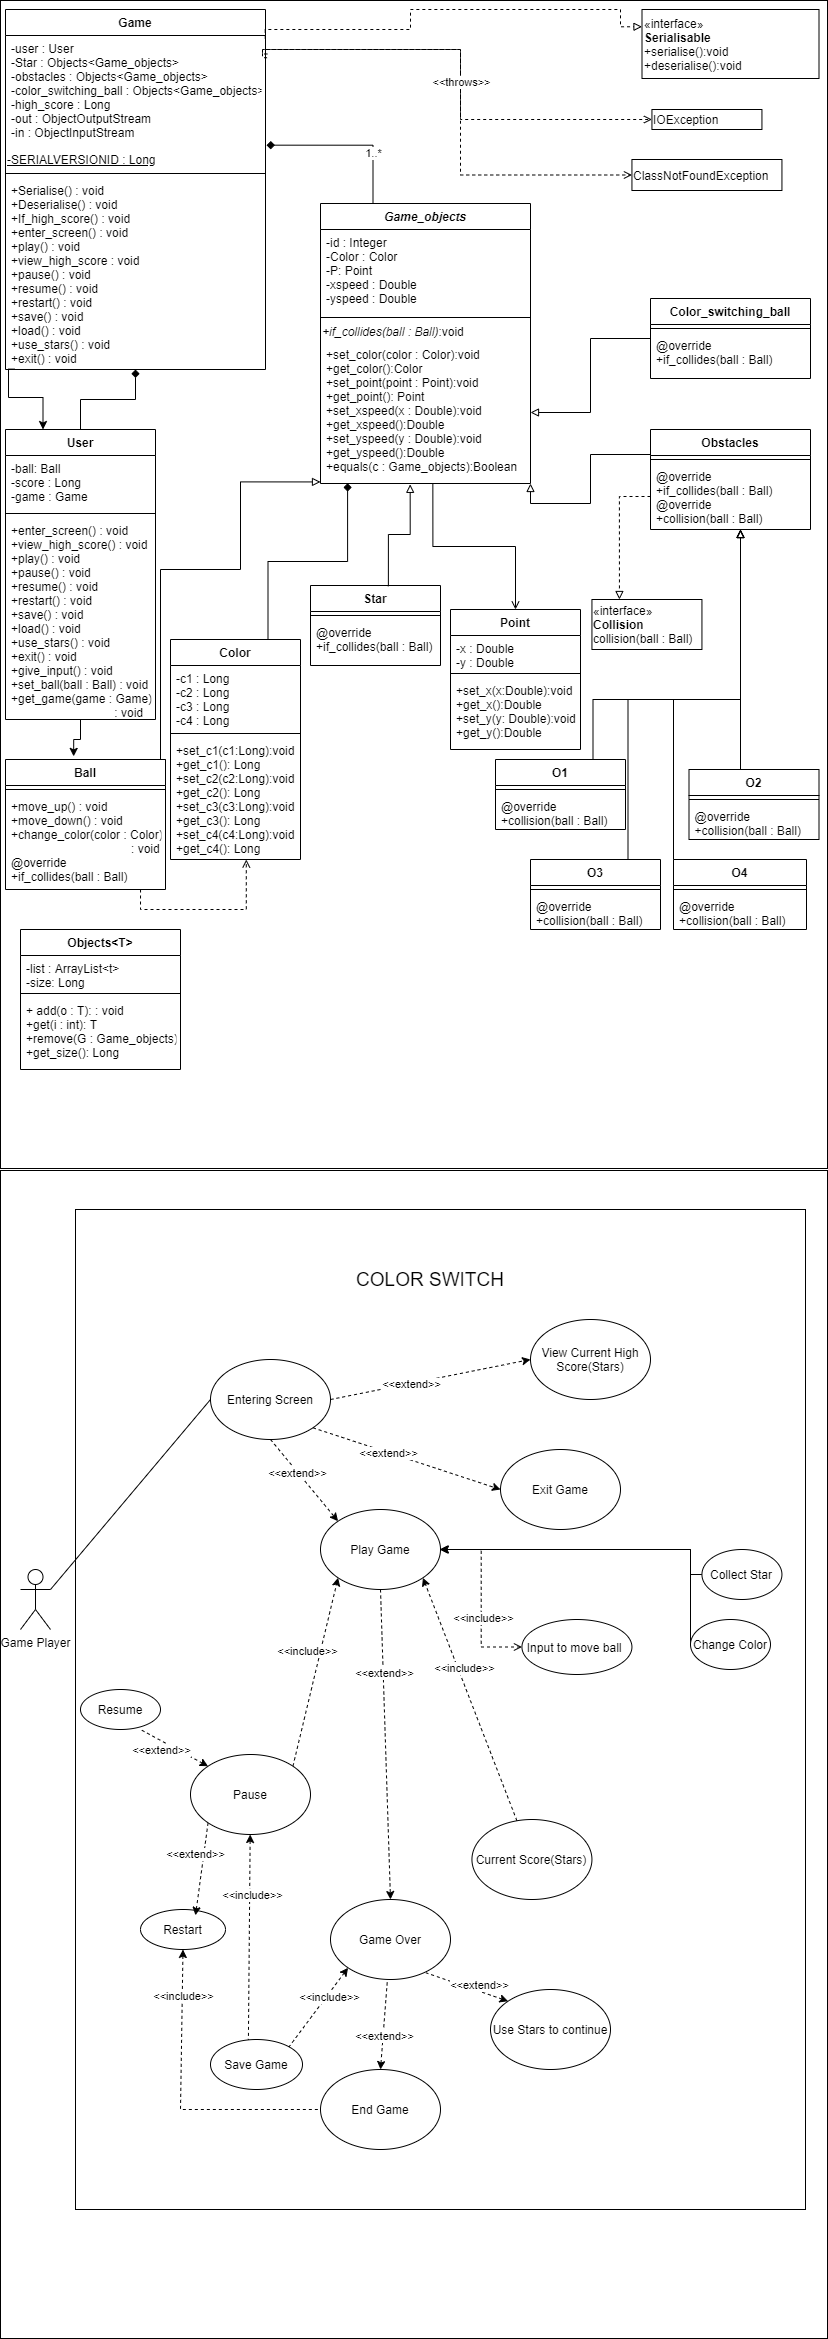 Game
-user : User
-Star : Objects<Game_objects>
-obstacles : Objects<Game_objects>
-color_switching_ball : Objects<Game_objects>
-high_score : Long
-out : ObjectOutputStream
-in : ObjectInputStream
-SERIALVERSIONID : Long
+Serialise() : void
+Deserialise() : void
+If_high_score() : void
+enter_screen() : void
+play() : void
+view_high_score : void
+pause() : void
+resume() : void
+restart() : void
+save() : void
+load() : void
+use_stars() : void
+exit() : void
«interface»
Serialisable
+serialise():void
+deserialise():void
<<throws>>
IOException
ClassNotFoundException
1..*
Game_objects
-id : Integer
-Color : Color
-P: Point
-xspeed : Double
-yspeed : Double
+if_collides(ball : Ball):void
+set_color(color : Color):void
+get_color():Color
+set_point(point : Point):void
+get_point(): Point
+set_xspeed(x : Double):void
+get_xspeed():Double
+set_yspeed(y : Double):void
+get_yspeed():Double
+equals(c : Game_objects):Boolean
Color_switching_ball
@override
+if_collides(ball : Ball)
User
-ball: Ball
-score : Long
-game : Game
+enter_screen() : void
+view_high_score() : void
+play() : void
+pause() : void
+resume() : void
+restart() : void
+save() : void
+load() : void
+use_stars() : void
+exit() : void
+give_input() : void
+set_ball(ball : Ball) : void
+get_game(game : Game)
: void
Obstacles
@override
+if_collides(ball : Ball)
@override
+collision(ball : Ball)
«interface»
Collision
collision(ball : Ball)
Star
@override
+if_collides(ball : Ball)
Point
-x : Double
-y : Double
+set_x(x:Double):void
+get_x():Double
+set_y(y: Double):void
+get_y():Double
Color
-c1 : Long
-c2 : Long
-c3 : Long
-c4 : Long
+set_c1(c1:Long):void
+get_c1(): Long
+set_c2(c2:Long):void
+get_c2(): Long
+set_c3(c3:Long):void
+get_c3(): Long
+set_c4(c4:Long):void
+get_c4(): Long
Ball
+move_up() : void
+move_down() : void
+change_color(color : Color)
: void
@override
+if_collides(ball : Ball)
O1
@override
+collision(ball : Ball)
O2
@override
+collision(ball : Ball)
O3
@override
+collision(ball : Ball)
O4
@override
+collision(ball : Ball)
Objects<T>
-list : ArrayList<t>
-size: Long
+ add(o : T): : void
+get(i : int): T
+remove(G : Game_objects)
+get_size(): Long
COLOR SWITCH
View Current High
Score(Stars)
<<extend>>
Entering Screen
<<extend>>
<<extend>>
Exit Game
Play Game
Collect Star
<<include>>
Game Player
Input to move ball
Change Color
<<include>>
<<include>>
<<extend>>
Resume
<<extend>>
Pause
<<extend>>
Current Score(Stars)
<<include>>
Restart
Game Over
<<extend>>
<<include>>
<<include>>
Use Stars to continue
<<extend>>
Save Game
End Game